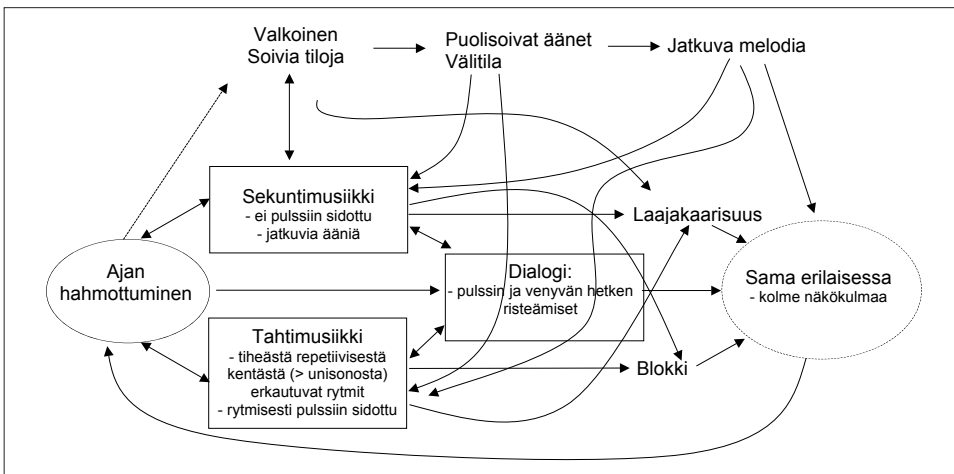 Valkoinen
Soivia tiloja
Puolisoivat äänet
Välitila
Jatkuva melodia
Sekuntimusiikki
- ei pulssiin sidottu
- jatkuvia ääniä
Laajakaarisuus
Ajan
hahmottuminen
Dialogi:
- pulssin ja venyvän hetken
risteämiset
Sama erilaisessa
- kolme näkökulmaa
Tahtimusiikki
- tiheästä repetiivisestä
kentästä (> unisonosta)
erkautuvat rytmit
- rytmisesti pulssiin sidottu
Blokki